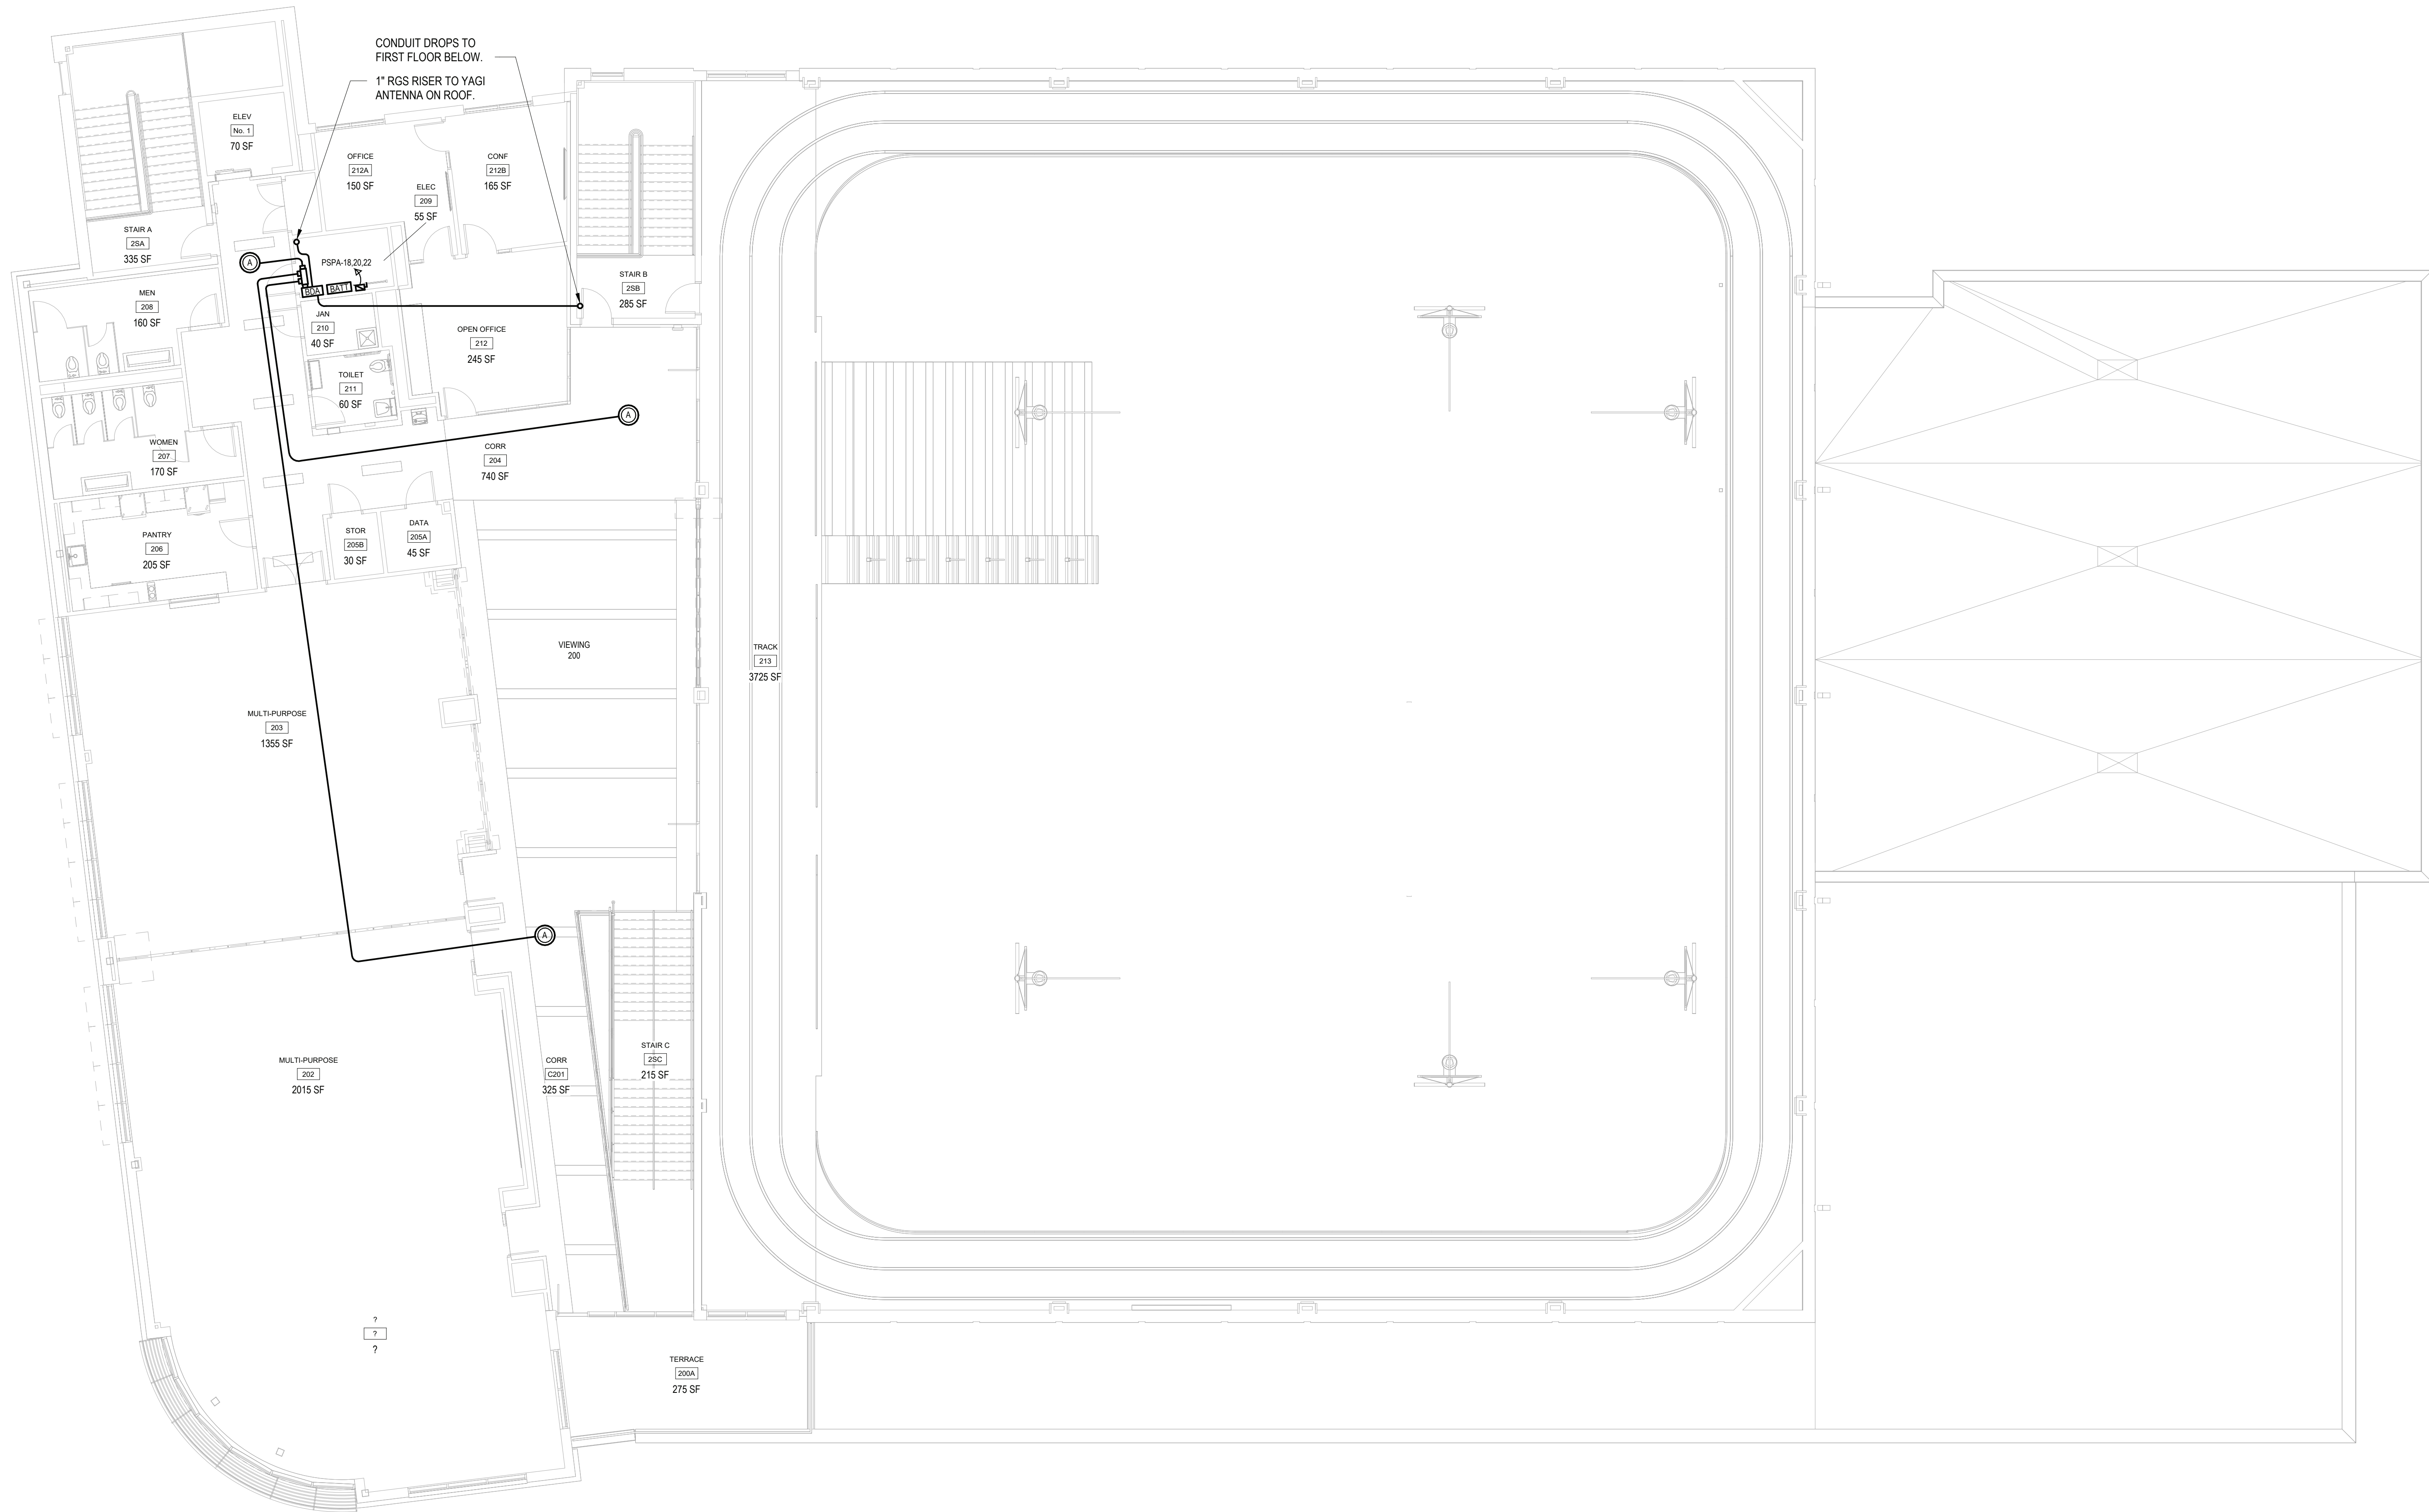 CONDUIT DROPS TO
FIRST FLOOR BELOW.
1" RGS RISER TO YAGI
ANTENNA ON ROOF.
ELEV
No. 1
70 SF
OFFICE
212A
150 SF
CONF
212B
165 SF
ELEC
209
55 SF
STAIR A
2SA
335 SF
A
PSPA-18,20,22
BDA
BATT
STAIR B
2SB
285 SF
MEN
208
160 SF
JAN
210
40 SF
OPEN OFFICE
212
245 SF
TOILET
211
60 SF
A
WOMEN
207
170 SF
CORR
204
740 SF
PANTRY
206
205 SF
STOR
205B
30 SF
DATA
205A
45 SF
VIEWING
200
TRACK
213
3725 SF
MULTI-PURPOSE
203
1355 SF
A
MULTI-PURPOSE
202
2015 SF
CORR
C201
325 SF
STAIR C
2SC
215 SF
?
?
?
TERRACE
200A
275 SF